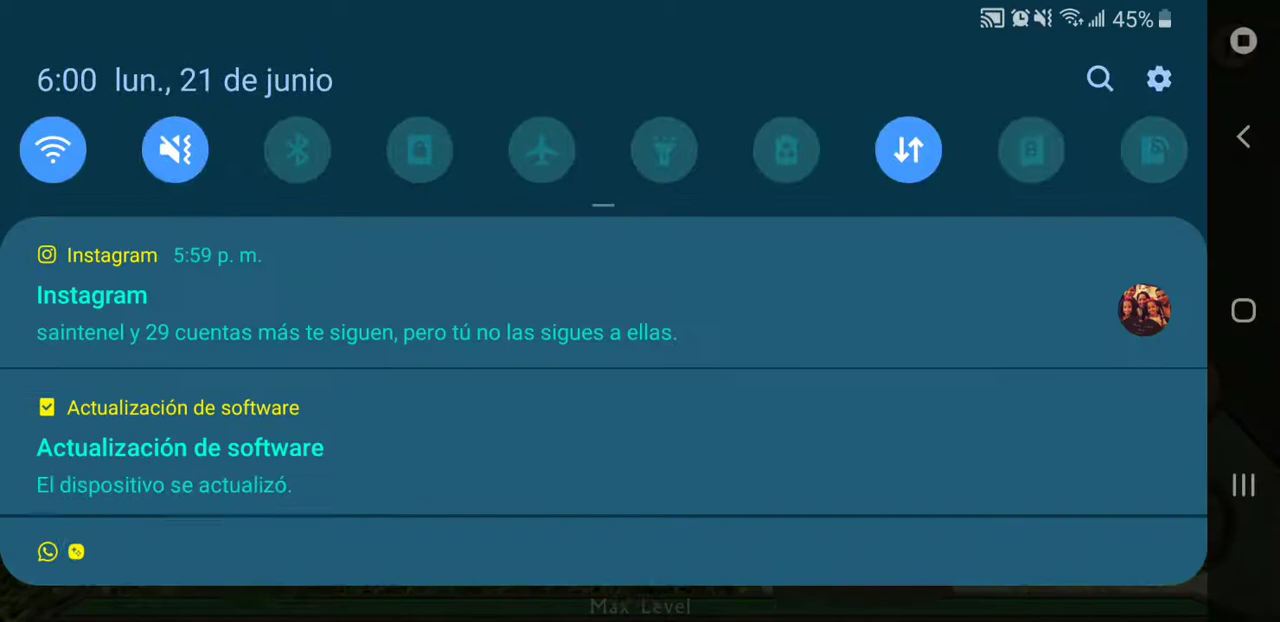 45%
6:00 lun., 21 de junio
Instagram 5:59 p. m.
Instagram
saintenel y 29 cuentas más te siguen, pero tú no las sigues a ellas.
Actualización de software
Actualización de software
El dispositivo se actualizó.
Max Level